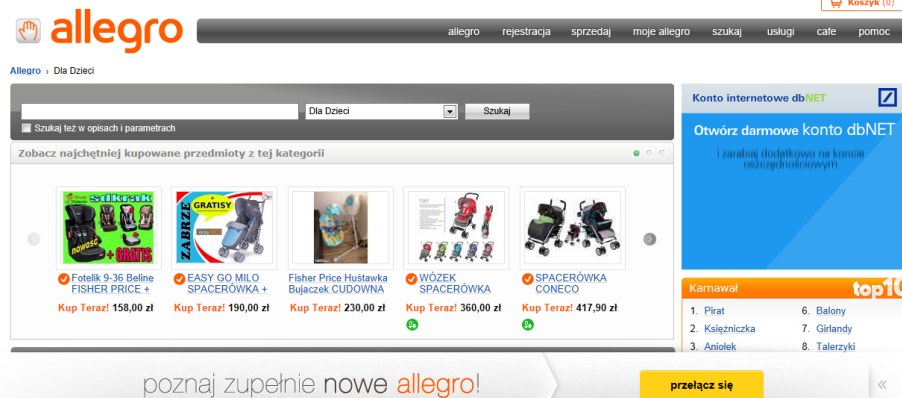 Koszyk (0)
allegro
allegro rejestracja sprzedaj moje allegro szukaj usługi cafe pomoc
Allegro › Dla Dzieci
Dla Dzieci
Szukaj
Szukaj też w opisach i parametrach
Zobacz najchętniej kupowane przedmioty z tej kategorii
NOWOŚĆ
+ GRATIS
ZABRZE
GRATISY
Fotelik 9-36 Beline
FISHER PRICE +
Kup Teraz! 158,00 zł
EASY GO MILO
SPACERÓWKA +
Kup Teraz! 190,00 zł
Fisher Price Huśtawka
Bujaczek CUDOWNA
Kup Teraz! 230,00 zł
WÓZEK
SPACERÓWKA
Kup Teraz! 360,00 zł
SPACERÓWKA
CONECO
Kup Teraz! 417,90 zł
Konto internetowe dbNET
Otwórz darmowe konto dbNET
i zarabiaj dodatkowo na koncie
oszczędnościowym
Karnawał
top10
1. Pirat
2. Księżniczka
3. Aniołek
6. Balony
7. Girlandy
8. Talerzyki
poznaj zupełnie nowe allegro!
przełącz się